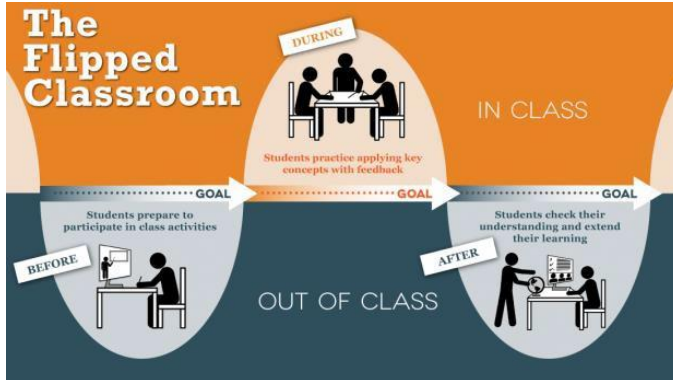 The
Flipped
Classroom
DURING
IN CLASS
Students practice applying key
concepts with feedback
GOAL
GOAL
GOAL
Students prepare to
participate in class activities
BEFORE
Students check their
understanding and extend
their learning
AFTER
OUT OF CLASS